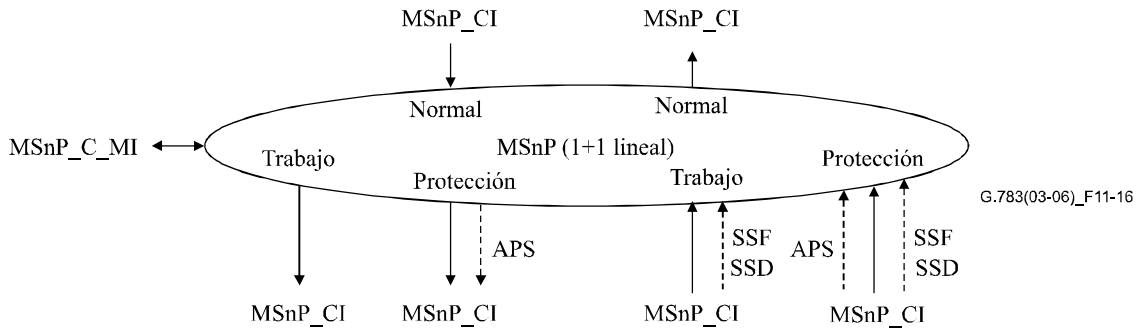 MSnP_CI MSnP_CI
Normal Normal
MSnP_C_MI MSnP (1+1 lineal)
Trabajo Protección Trabajo Protección
G.783(03-06)_F11-16
APS SSF APS SSF
SSD SSD
MSnP_CI MSnP_CI MSnP_CI MSnP_CI